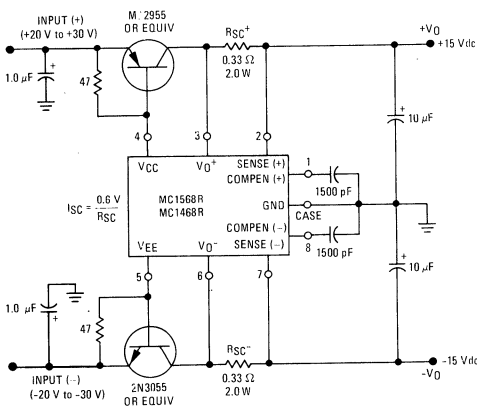 INPUT (+)
(+20 V to +30 V)
MJ2955
OR EQUIV
RSC+
0.33 Ω
2.0 W
+VO
+15 Vdc
1.0 μF
+
47
4
3
2
+
10 μF
VCC
VO+
SENSE (+)
COMPEN (+)
1
1500 pF
ISC = 0.6 V
RSC
MC1568R
MC1468R
GND
CASE
COMPEN (–)
SENSE (–)
8
1500 pF
VEE
VO–
5
6
7
+
10 μF
1.0 μF
+
47
RSC–
0.33 Ω
2.0 W
–15 Vdc
–VO
INPUT (–)
(–20 V to –30 V)
2N3055
OR EQUIV